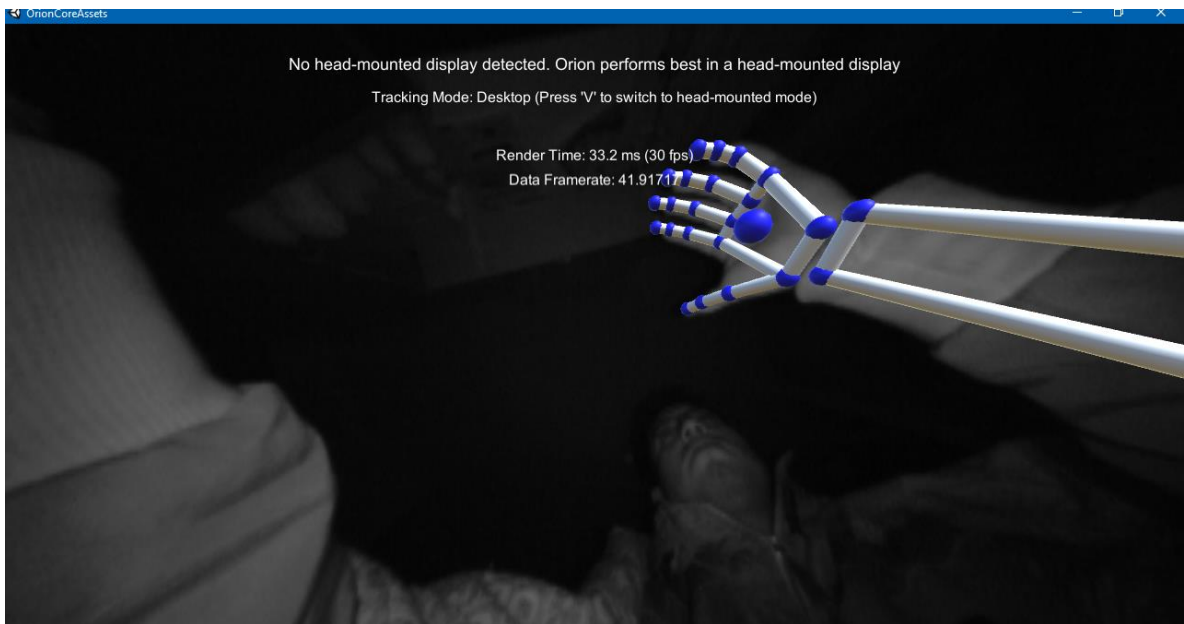 OrionCoreAssets
No head-mounted display detected. Orion performs best in a head-mounted display
Tracking Mode: Desktop (Press 'V' to switch to head-mounted mode)
Render Time: 33.2 ms (30 fps)
Data Framerate: 41.91717